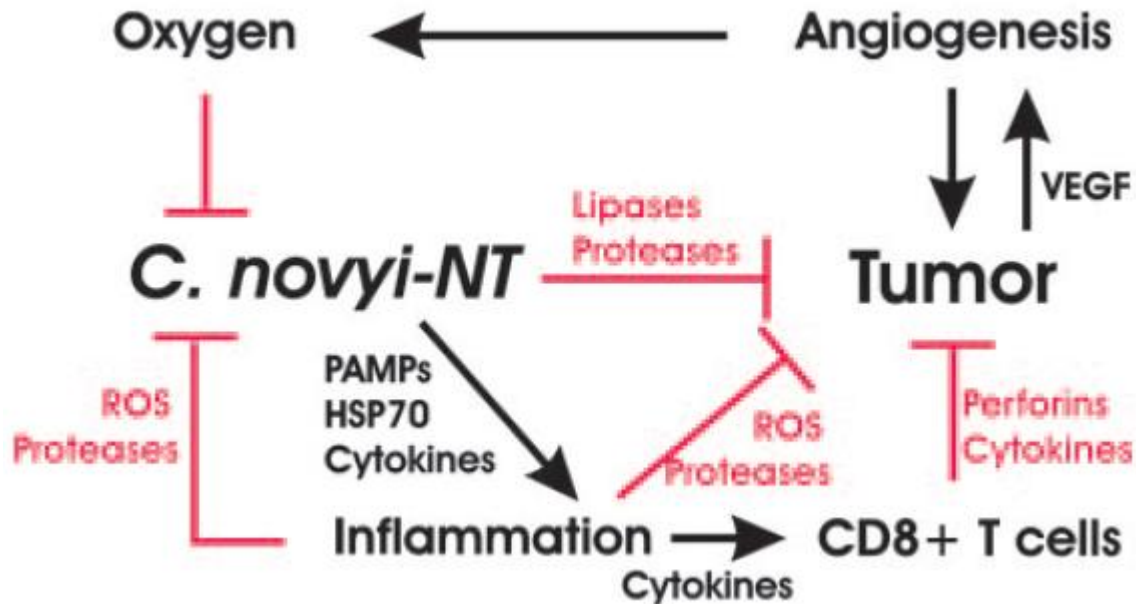 Oxygen
Angiogenesis
VEGF
Lipases
Proteases
C. novyi-NT
Tumor
PAMPs
HSP70
Cytokines
ROS
Proteases
ROS
Proteases
Perforins
Cytokines
Inflammation
CD8+ T cells
Cytokines